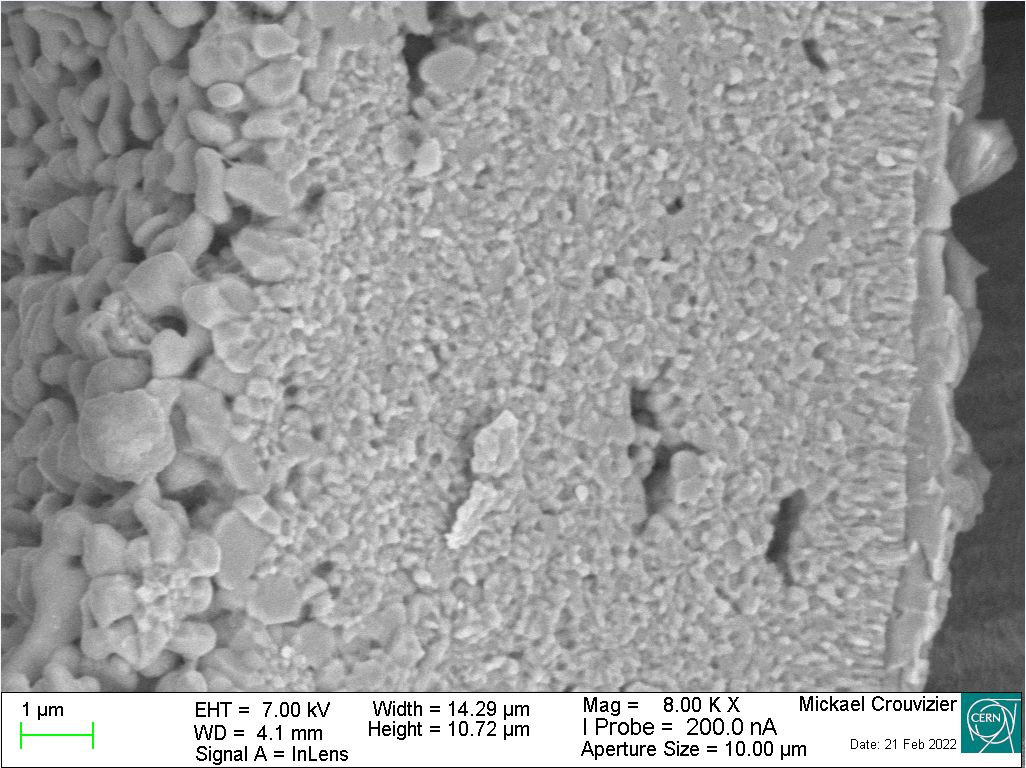 1 µm
EHT = 7.00 kV
WD = 4.1 mm
Signal A = InLens
Width = 14.29 µm
Height = 10.72 µm
Mag = 8.00 K X
I Probe = 200.0 nA
Aperture Size = 10.00 µm
Mickael Crouvizier
Date: 21 Feb 2022
CERN